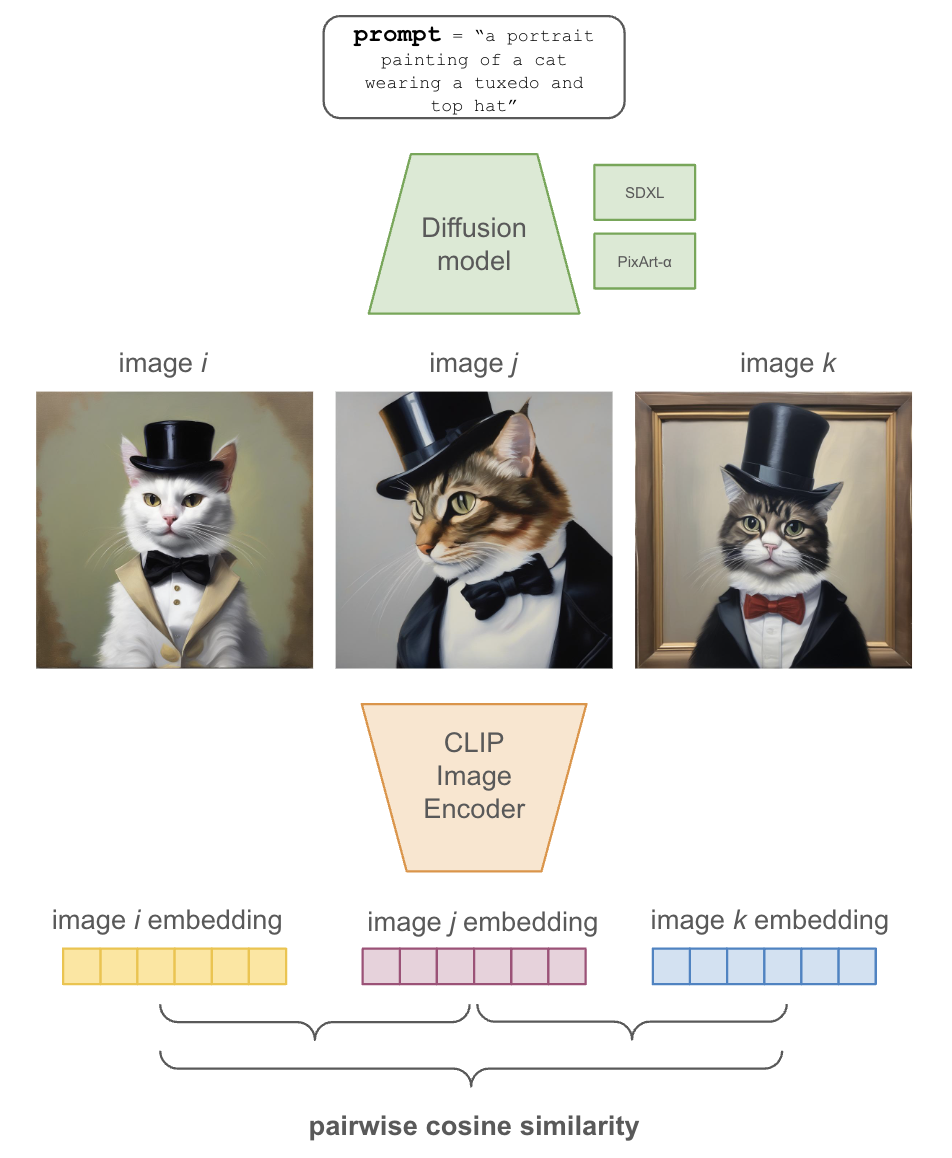 prompt = “a portrait
painting of a cat
wearing a tuxedo and
top hat”
Diffusion
model
SDXL
PixArt-α
image i
image j
image k
CLIP
Image
Encoder
image i embedding
image j embedding
image k embedding
pairwise cosine similarity